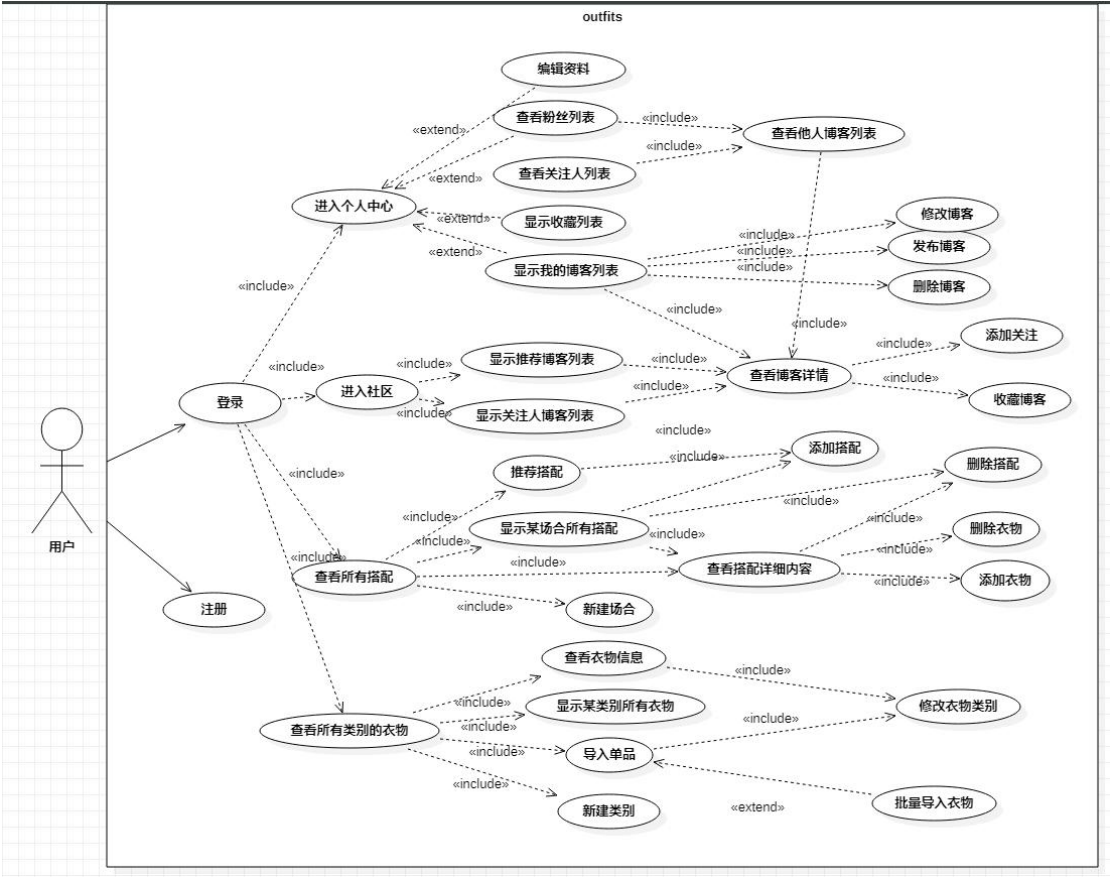 outfits
编辑资料
«extend»
查看粉丝列表
«include»
查看他人博客列表
«include»
查看关注人列表
«extend»
进入个人中心
«extend»
显示收藏列表
修改博客
«include»
«extend»
«include»
发布博客
显示我的博客列表
«include»
删除博客
«include»
«include»
«include»
添加关注
«include»
显示推荐博客列表
«include»
«include»
«include»
查看博客详情
«include»
登录
进入社区
«include»
显示关注人博客列表
«include»
收藏博客
«include»
添加搭配
«include»
«include»
推荐搭配
删除搭配
«include»
«include»
«include»
显示某场合所有搭配
«include»
删除衣物
«include»
«include»
«include»
用户
«include»
«include»
查看搭配详细内容
查看所有搭配
«include»
添加衣物
«include»
新建场合
注册
查看衣物信息
«include»
«include»
显示某类别所有衣物
修改衣物类别
«include»
«include»
查看所有类别的衣物
«include»
导入单品
«include»
«extend»
批量导入衣物
新建类别